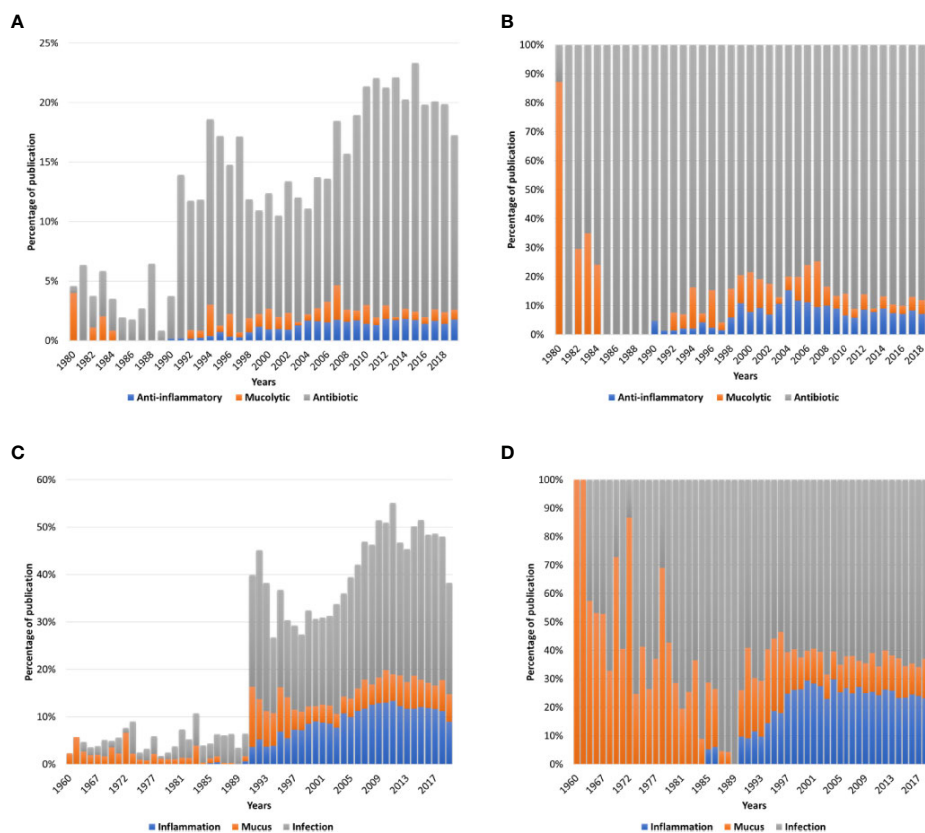 A
25%
20%
15%
10%
5%
0%
Percentage of publication
1980 1982 1984 1986 1988 1990 1992 1994 1996 1998 2000 2002 2004 2006 2008 2010 2012 2014 2016 2018
Years
Anti-inflammatory Mucolytic Antibiotic
B
100%
90%
80%
70%
60%
50%
40%
30%
20%
10%
0%
Percentage of publication
1980 1982 1984 1986 1988 1990 1992 1994 1996 1998 2000 2002 2004 2006 2008 2010 2012 2014 2016 2018
Years
Anti-inflammatory Mucolytic Antibiotic
C
60%
50%
40%
30%
20%
10%
0%
Percentage of publication
1960 1967 1972 1977 1981 1985 1989 1993 1997 2001 2005 2009 2013 2017
Years
Inflammation Mucus Infection
D
100%
90%
80%
70%
60%
50%
40%
30%
20%
10%
0%
Percentage of publication
1960 1967 1972 1977 1981 1985 1989 1993 1997 2001 2005 2009 2013 2017
Years
Inflammation Mucus Infection